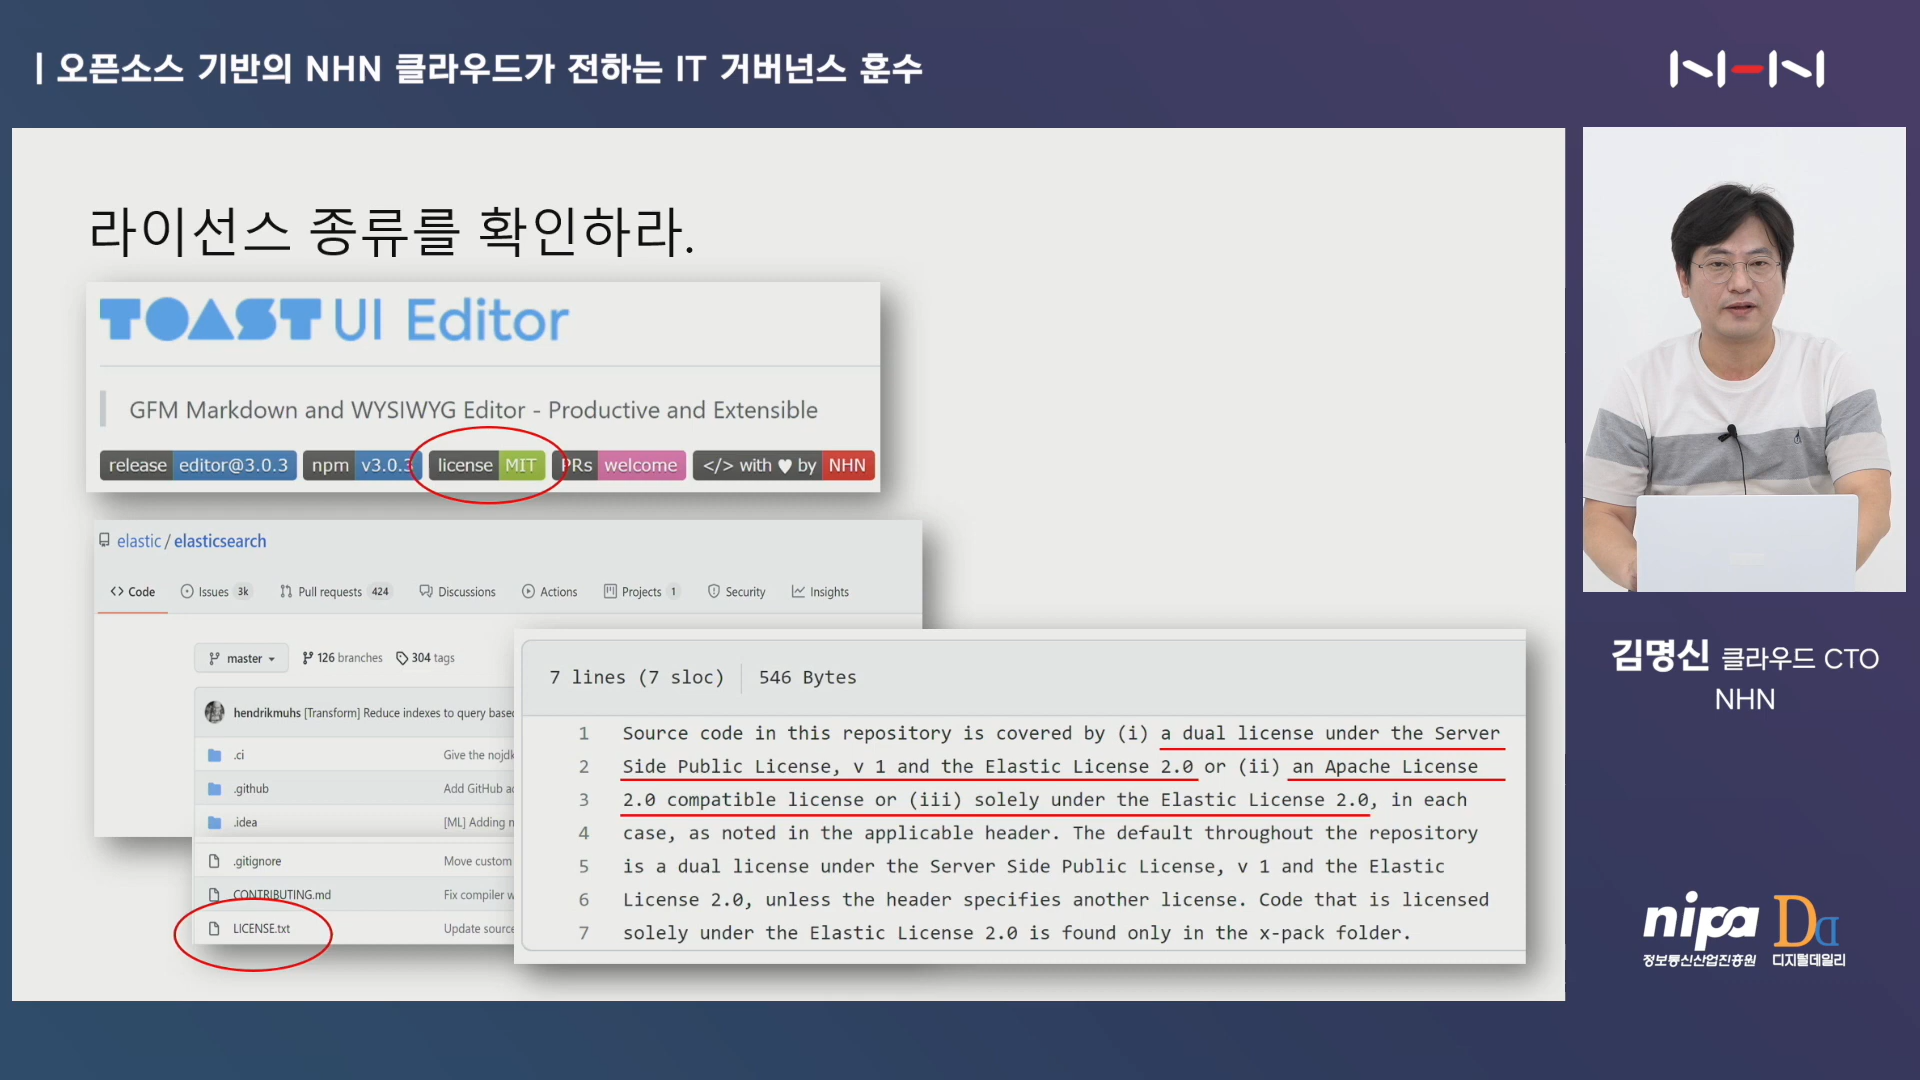 | 오픈소스 기반의 NHN 클라우드가 전하는 IT 거버넌스 훈수
NHN
라이선스 종류를 확인하라.
TOAST UI Editor
GFM Markdown and WYSIWYG Editor - Productive and Extensible
release editor@3.0.3 npm v3.0.3 license MIT PRs welcome </> with ♥ by NHN
elastic / elasticsearch
<> Code Issues 3k Pull requests 424 Discussions Actions Projects 1 Security Insights
master 126 branches 304 tags
hendrikmuhs [Transform] Reduce indexes to query base
.ci Give the nojdk
.github Add GitHub
.idea [ML] Adding
.gitignore Move custom
CONTRIBUTING.md Fix compiler
LICENSE.txt Update source
7 lines (7 sloc) 546 Bytes
1 Source code in this repository is covered by (i) a dual license under the Server
2 Side Public License, v 1 and the Elastic License 2.0 or (ii) an Apache License
3 2.0 compatible license or (iii) solely under the Elastic License 2.0, in each
4 case, as noted in the applicable header. The default throughout the repository
5 is a dual license under the Server Side Public License, v 1 and the Elastic
6 License 2.0, unless the header specifies another license. Code that is licensed
7 solely under the Elastic License 2.0 is found only in the x-pack folder.
김명신 클라우드 CTO
NHN
nipa Dd
정보통신산업진흥원 디지털데일리